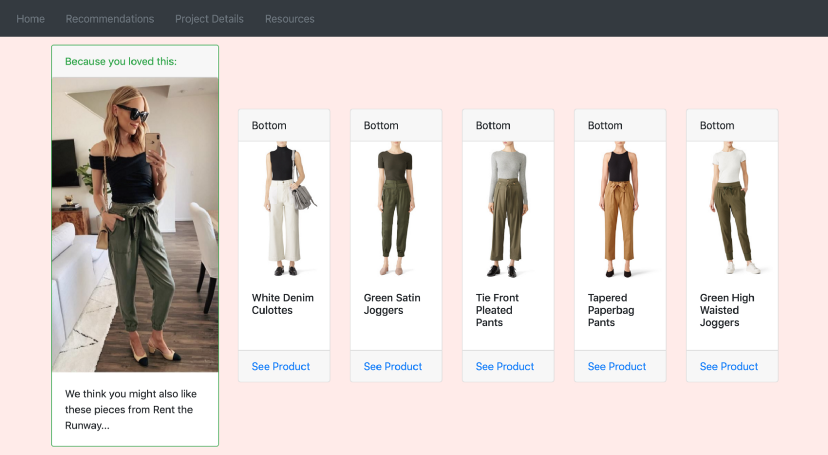 Home Recommendations Project Details Resources
Because you loved this:
We think you might also like
these pieces from Rent the
Runway...
Bottom
White Denim
Culottes
See Product
Bottom
Green Satin
Joggers
See Product
Bottom
Tie Front
Pleated
Pants
See Product
Bottom
Tapered
Paperbag
Pants
See Product
Bottom
Green High
Waisted
Joggers
See Product